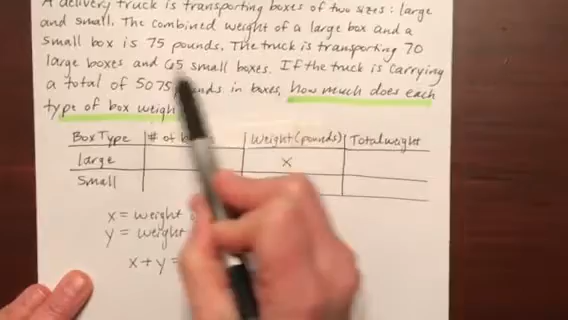 A delivery truck is transporting boxes of two sizes: large
and small. The combined weight of a large box and a
small box is 75 pounds. The truck is transporting 70
large boxes and 65 small boxes. If the truck is carrying
a total of 5075 in boxes, how much does each
type of box weigh
Box Type # of Weight (pounds) Total weight
large x
Small
x = weight
y = weight
x + y =